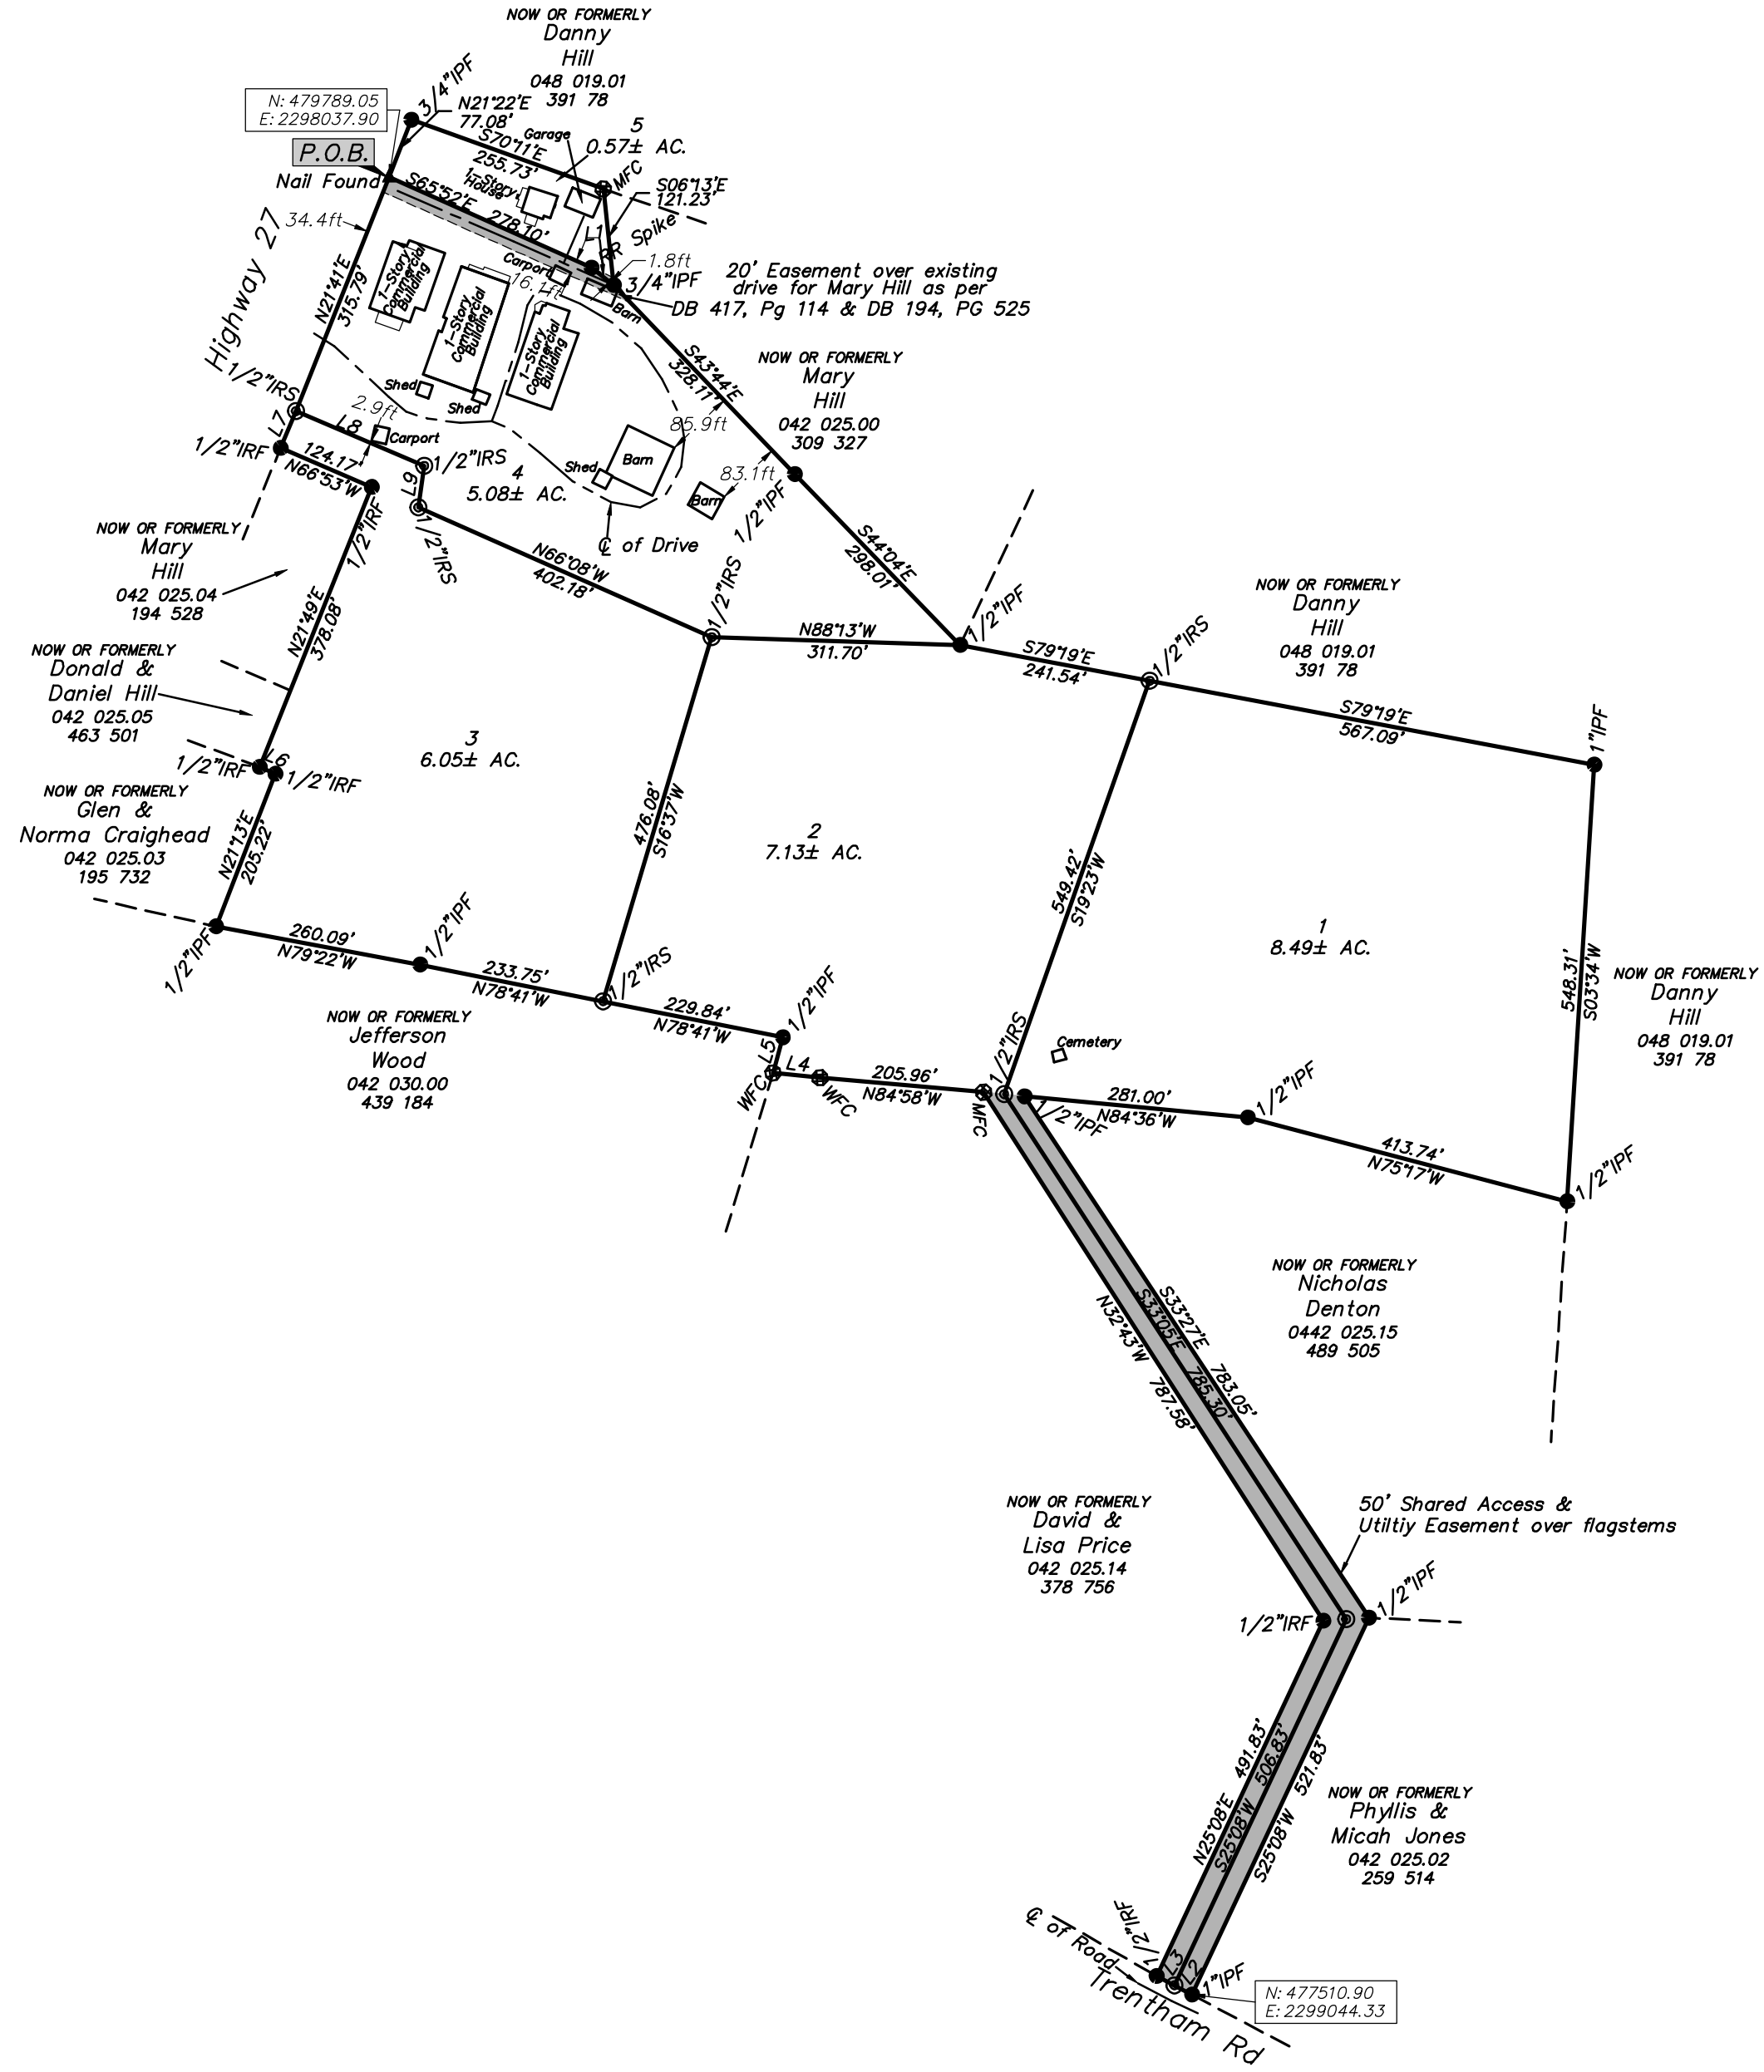 NOW OR FORMERLY
Danny
Hill
048 019.01
391 78
3/4"IPF
N: 479789.05
E: 2298037.90
N21°22'E
77.08'
P.O.B.
Nail Found
S70°11'E
255.73'
Garage
5
0.57± AC.
MFC
1-Story
House
S65°52'E 278.10'
S06°13'E
121.23'
L1
RR Spike
Carport
1.8ft
16.1ft
3/4"IPF
Barn
20' Easement over existing
drive for Mary Hill as per
DB 417, Pg 114 & DB 194, PG 525
34.4ft
Highway 27
N21°41'E
315.79'
1-Story
Commercial
Building
1-Story
Commercial
Building
1-Story
Commercial
Building
S43°44'E
328.11'
NOW OR FORMERLY
Mary
Hill
042 025.00
309 327
1/2"IRS
Shed
Shed
L7
L8
2.9ft
Carport
85.9ft
1/2"IRF
124.17'
N66°53'W
1/2"IRS
L9
4
5.08± AC.
Shed
Barn
83.1ft
Barn
1/2"IPF
1/2"IRF
1/2"IRS
℄ of Drive
NOW OR FORMERLY
Mary
Hill
042 025.04
194 528
N66°08'W
402.18'
S44°04'E
298.01'
1/2"IRS
1/2"IPF
N88°13'W
311.70'
S79°19'E
241.54'
1/2"IRS
NOW OR FORMERLY
Danny
Hill
048 019.01
391 78
N21°49'E
378.08'
NOW OR FORMERLY
Donald &
Daniel Hill
042 025.05
463 501
S79°19'E
567.09'
1"IPF
3
6.05± AC.
L6
1/2"IRF
1/2"IRF
NOW OR FORMERLY
Glen &
Norma Craighead
042 025.03
195 732
N21°13'E
205.22'
476.08'
S16°37'W
2
7.13± AC.
549.42'
S19°23'W
1
8.49± AC.
548.31'
S03°34'W
NOW OR FORMERLY
Danny
Hill
048 019.01
391 78
1/2"IPF
260.09'
N79°22'W
1/2"IPF
233.75'
N78°41'W
1/2"IRS
229.84'
N78°41'W
1/2"IPF
NOW OR FORMERLY
Jefferson
Wood
042 030.00
439 184
L5
L4
WFC
WFC
205.96'
N84°58'W
MFC
1/2"IRS
Cemetery
1/2"IPF
281.00'
N84°36'W
1/2"IPF
413.74'
N75°17'W
1/2"IPF
NOW OR FORMERLY
Nicholas
Denton
0442 025.15
489 505
S33°27'E 783.05'
S33°05'E 785.30'
N32°43'W 787.58'
NOW OR FORMERLY
David &
Lisa Price
042 025.14
378 756
50' Shared Access &
Utiltiy Easement over flagstems
1/2"IRF
1/2"IPF
N25°08'E 491.83'
S25°08'W 506.83'
S25°08'W 521.83'
NOW OR FORMERLY
Phyllis &
Micah Jones
042 025.02
259 514
1/2"IRF
℄ of Road
L3
L2
1"IPF
Trentham Rd
N: 477510.90
E: 2299044.33